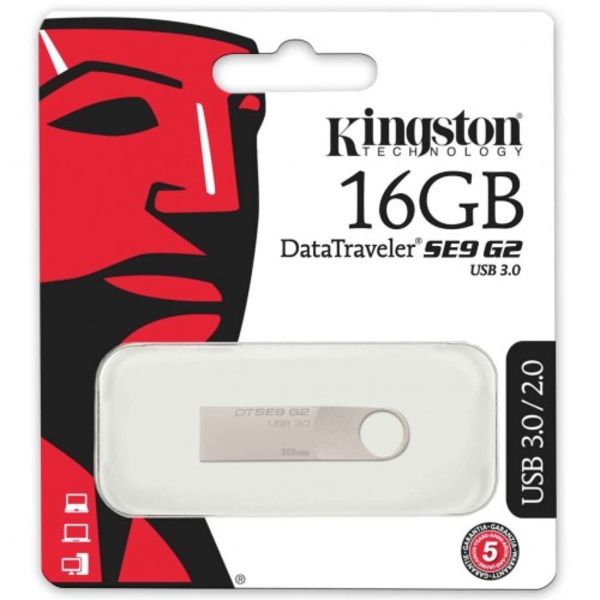 Kingston®
TECHNOLOGY
16GB
DataTraveler® SE9 G2
USB 3.0
DTSE9 G2
USB 3.0
16GB
USB 3.0 / 2.0
GARANTIA
5
®